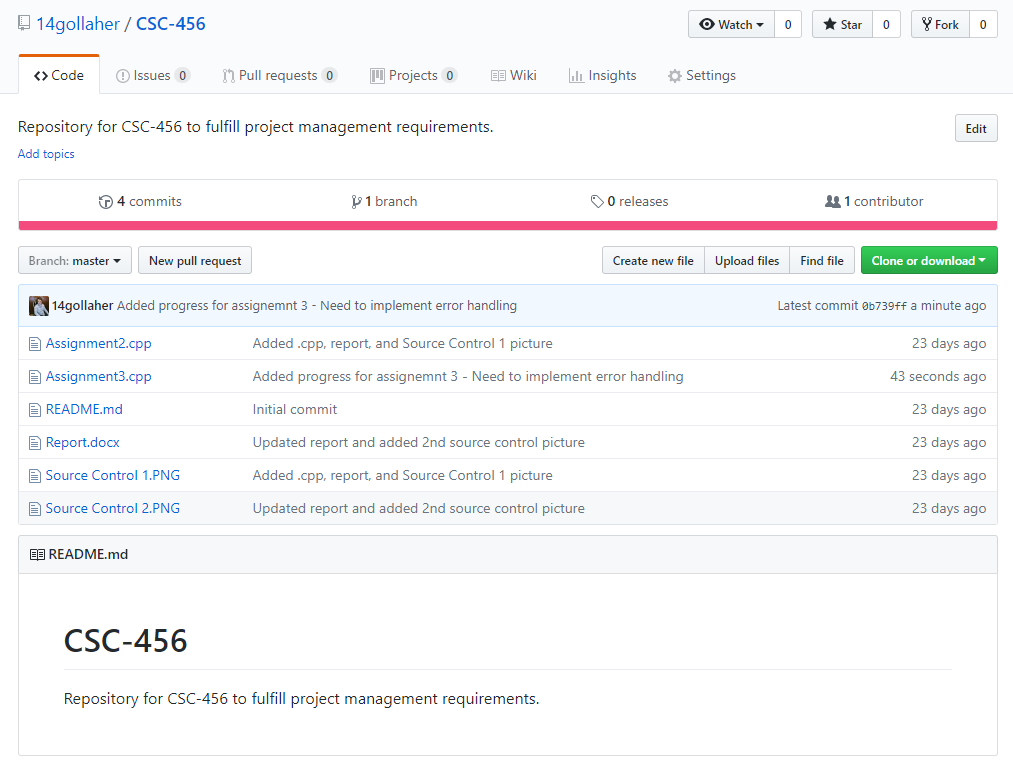 14gollaher / CSC-456 Watch 0 Star 0 Fork 0
Code Issues 0 Pull requests 0 Projects 0 Wiki Insights Settings
Repository for CSC-456 to fulfill project management requirements. Edit
Add topics
4 commits 1 branch 0 releases 1 contributor
Branch: master New pull request Create new file Upload files Find file Clone or download
14gollaher Added progress for assignemnt 3 - Need to implement error handling Latest commit 0b739ff a minute ago
Assignment2.cpp Added .cpp, report, and Source Control 1 picture 23 days ago
Assignment3.cpp Added progress for assignemnt 3 - Need to implement error handling 43 seconds ago
README.md Initial commit 23 days ago
Report.docx Updated report and added 2nd source control picture 23 days ago
Source Control 1.PNG Added .cpp, report, and Source Control 1 picture 23 days ago
Source Control 2.PNG Updated report and added 2nd source control picture 23 days ago
README.md
CSC-456
Repository for CSC-456 to fulfill project management requirements.